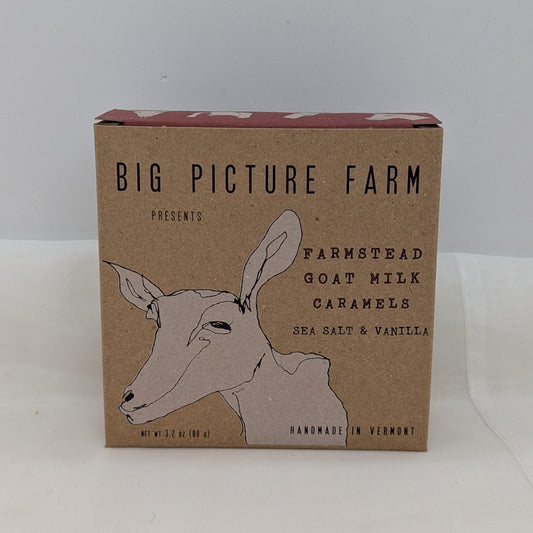 BIG PICTURE FARM
PRESENTS
FARMSTEAD
GOAT MILK
CARAMELS
SEA SALT & VANILLA
NET WT 3.2 oz (90 g)
HANDMADE IN VERMONT